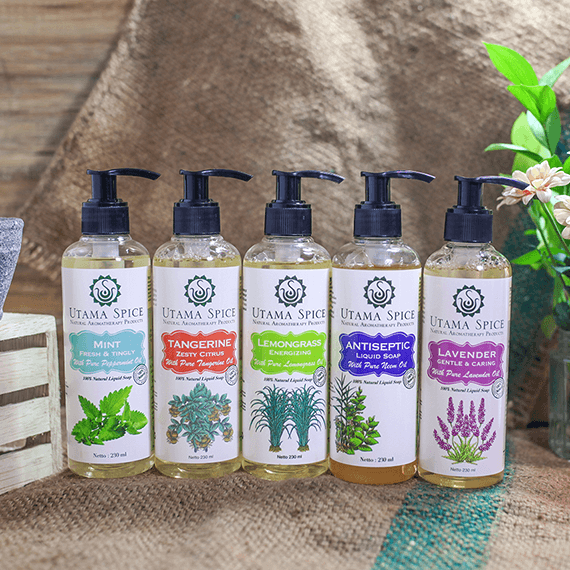 UTAMA SPICE
NATURAL AROMATHERAPY PRODUCTS
MINT
FRESH & TINGLY
With Pure Peppermint Oil
100% Natural Liquid Soap
Netto : 230 ml
UTAMA SPICE
NATURAL AROMATHERAPY PRODUCTS
TANGERINE
ZESTY CITRUS
With Pure Tangerine Oil
100% Natural Liquid Soap
Netto : 230 ml
UTAMA SPICE
NATURAL AROMATHERAPY PRODUCTS
LEMONGRASS
ENERGIZING
With Pure Lemongrass Oil
100% Natural Liquid Soap
Netto 230 ml
UTAMA SPICE
NATURAL AROMATHERAPY PRODUCTS
ANTISEPTIC
LIQUID SOAP
With Pure Neem Oil
100% Natural Liquid Soap
Netto : 230 ml
UTAMA SPICE
NATURAL AROMATHERAPY PRODUCTS
LAVENDER
GENTLE & CARING
With Pure Lavender Oil
100% Natural Liquid Soap
Netto : 230 ml